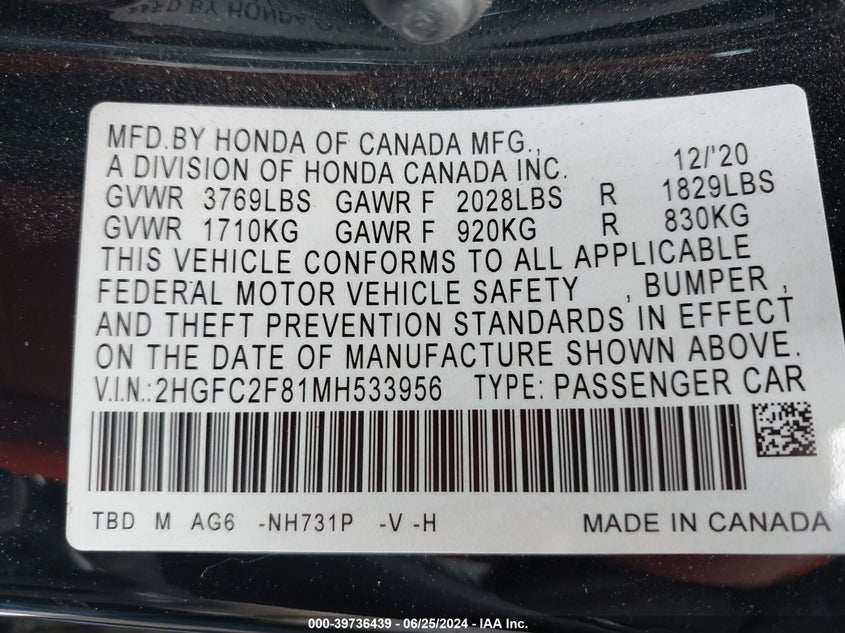 MFD.BY HONDA OF CANADA MFG.,
A DIVISION OF HONDA CANADA INC. 12/'20
GVWR 3769LBS GAWR F 2028LBS R 1829LBS
GVWR 1710KG GAWR F 920KG R 830KG
THIS VEHICLE CONFORMS TO ALL APPLICABLE
FEDERAL MOTOR VEHICLE SAFETY , BUMPER ,
AND THEFT PREVENTION STANDARDS IN EFFECT
ON THE DATE OF MANUFACTURE SHOWN ABOVE.
V.I.N.: 2HGFC2F81MH533956 TYPE: PASSENGER CAR
TBD M AG6 -NH731P -V -H MADE IN CANADA
000-39736439 - 06/25/2024 - IAA Inc.